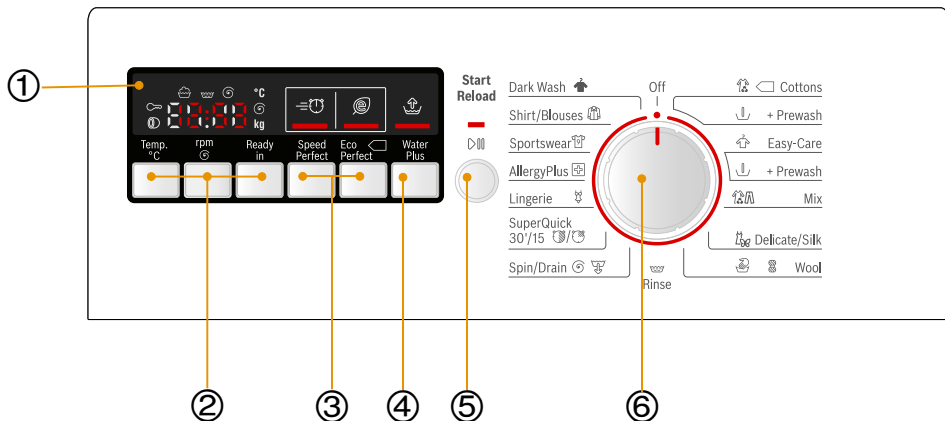 ①
°C
88:88
kg
Temp.
°C
rpm
Ready
in
Speed
Perfect
Eco
Perfect
Water
Plus
Start
Reload
Dark Wash
Shirt/Blouses
Sportswear
AllergyPlus
Lingerie
SuperQuick
30'/15
Spin/Drain
Off
Cottons
+ Prewash
Easy-Care
+ Prewash
Mix
Delicate/Silk
Wool
Rinse
②
③
④
⑤
⑥